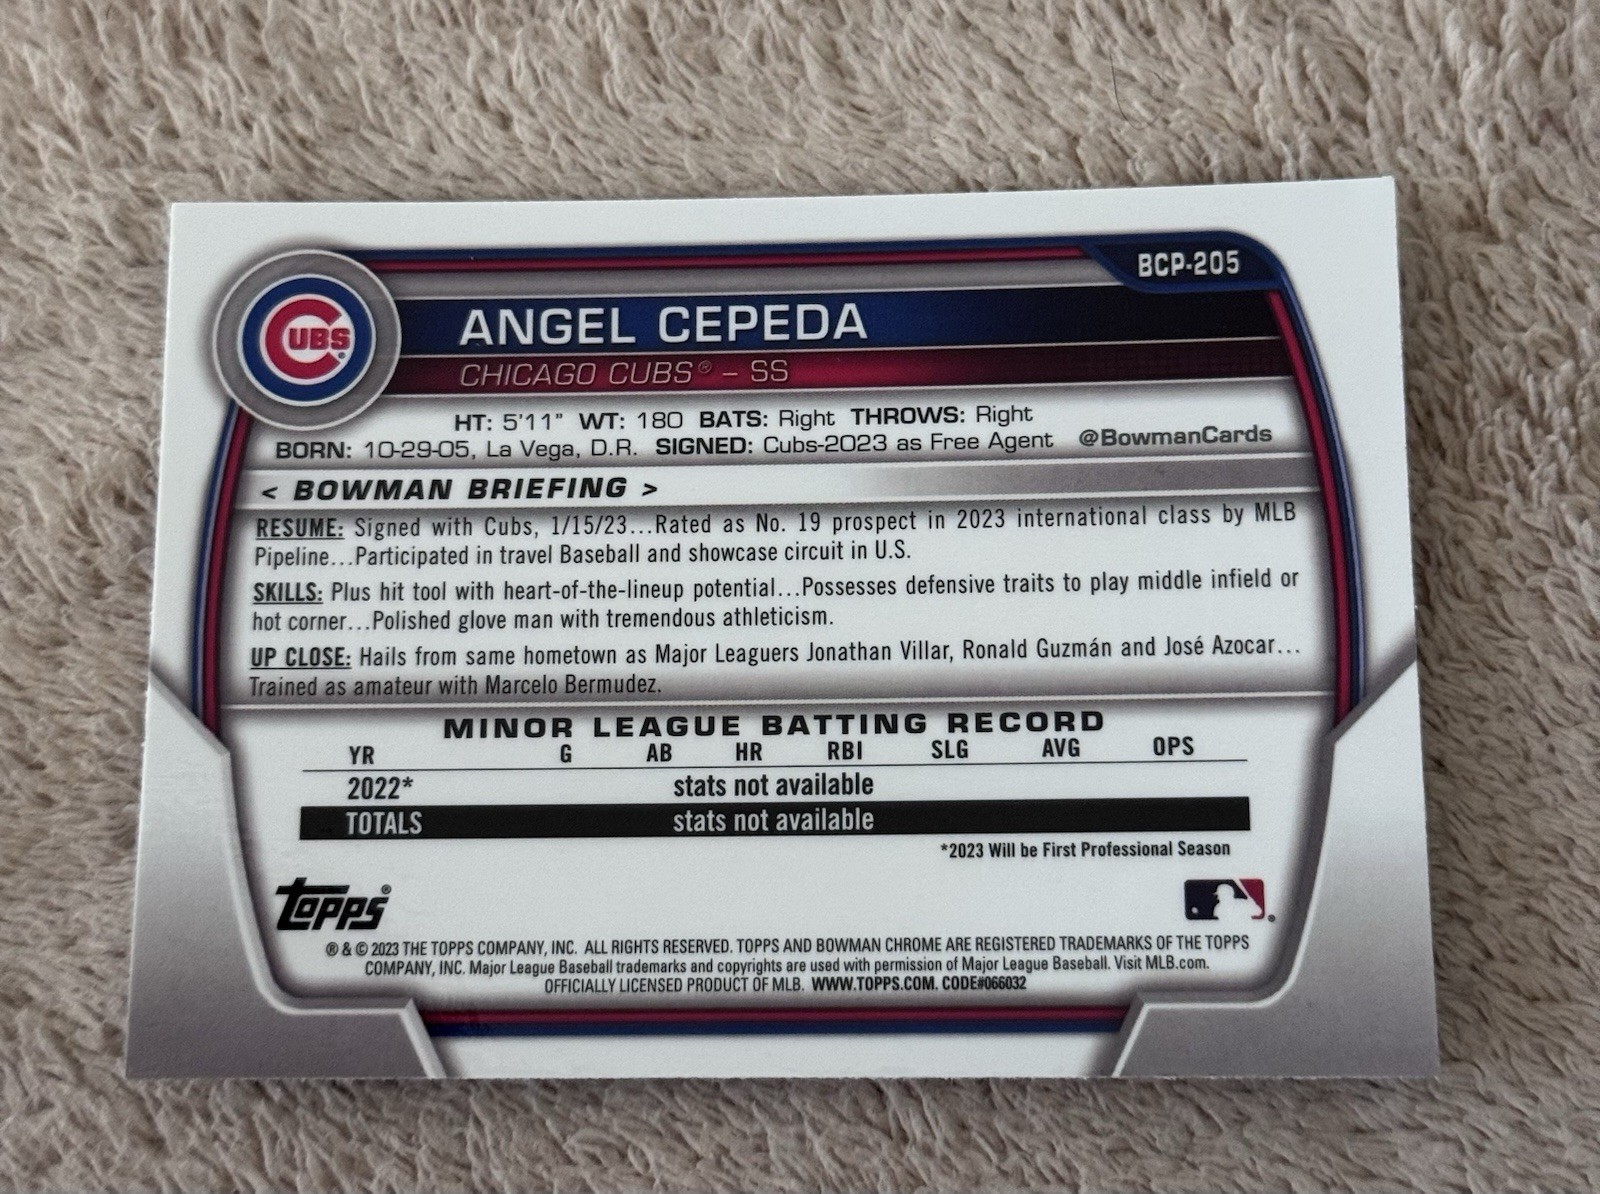 BCP-205
CUBS®
ANGEL CEPEDA
CHICAGO CUBS® – SS
HT: 5'11" WT: 180 BATS: Right THROWS: Right
BORN: 10-29-05, La Vega, D.R. SIGNED: Cubs-2023 as Free Agent @BowmanCards
< BOWMAN BRIEFING >
RESUME: Signed with Cubs, 1/15/23...Rated as No. 19 prospect in 2023 international class by MLB
Pipeline...Participated in travel Baseball and showcase circuit in U.S.
SKILLS: Plus hit tool with heart-of-the-lineup potential...Possesses defensive traits to play middle infield or
hot corner...Polished glove man with tremendous athleticism.
UP CLOSE: Hails from same hometown as Major Leaguers Jonathan Villar, Ronald Guzmán and José Azocar...
Trained as amateur with Marcelo Bermudez.
MINOR LEAGUE BATTING RECORD
YR G AB HR RBI SLG AVG OPS
2022* stats not available
TOTALS stats not available
*2023 Will be First Professional Season
Topps®
® & © 2023 THE TOPPS COMPANY, INC. ALL RIGHTS RESERVED. TOPPS AND BOWMAN CHROME ARE REGISTERED TRADEMARKS OF THE TOPPS
COMPANY, INC. Major League Baseball trademarks and copyrights are used with permission of Major League Baseball. Visit MLB.com.
OFFICIALLY LICENSED PRODUCT OF MLB. WWW.TOPPS.COM. CODE#066032